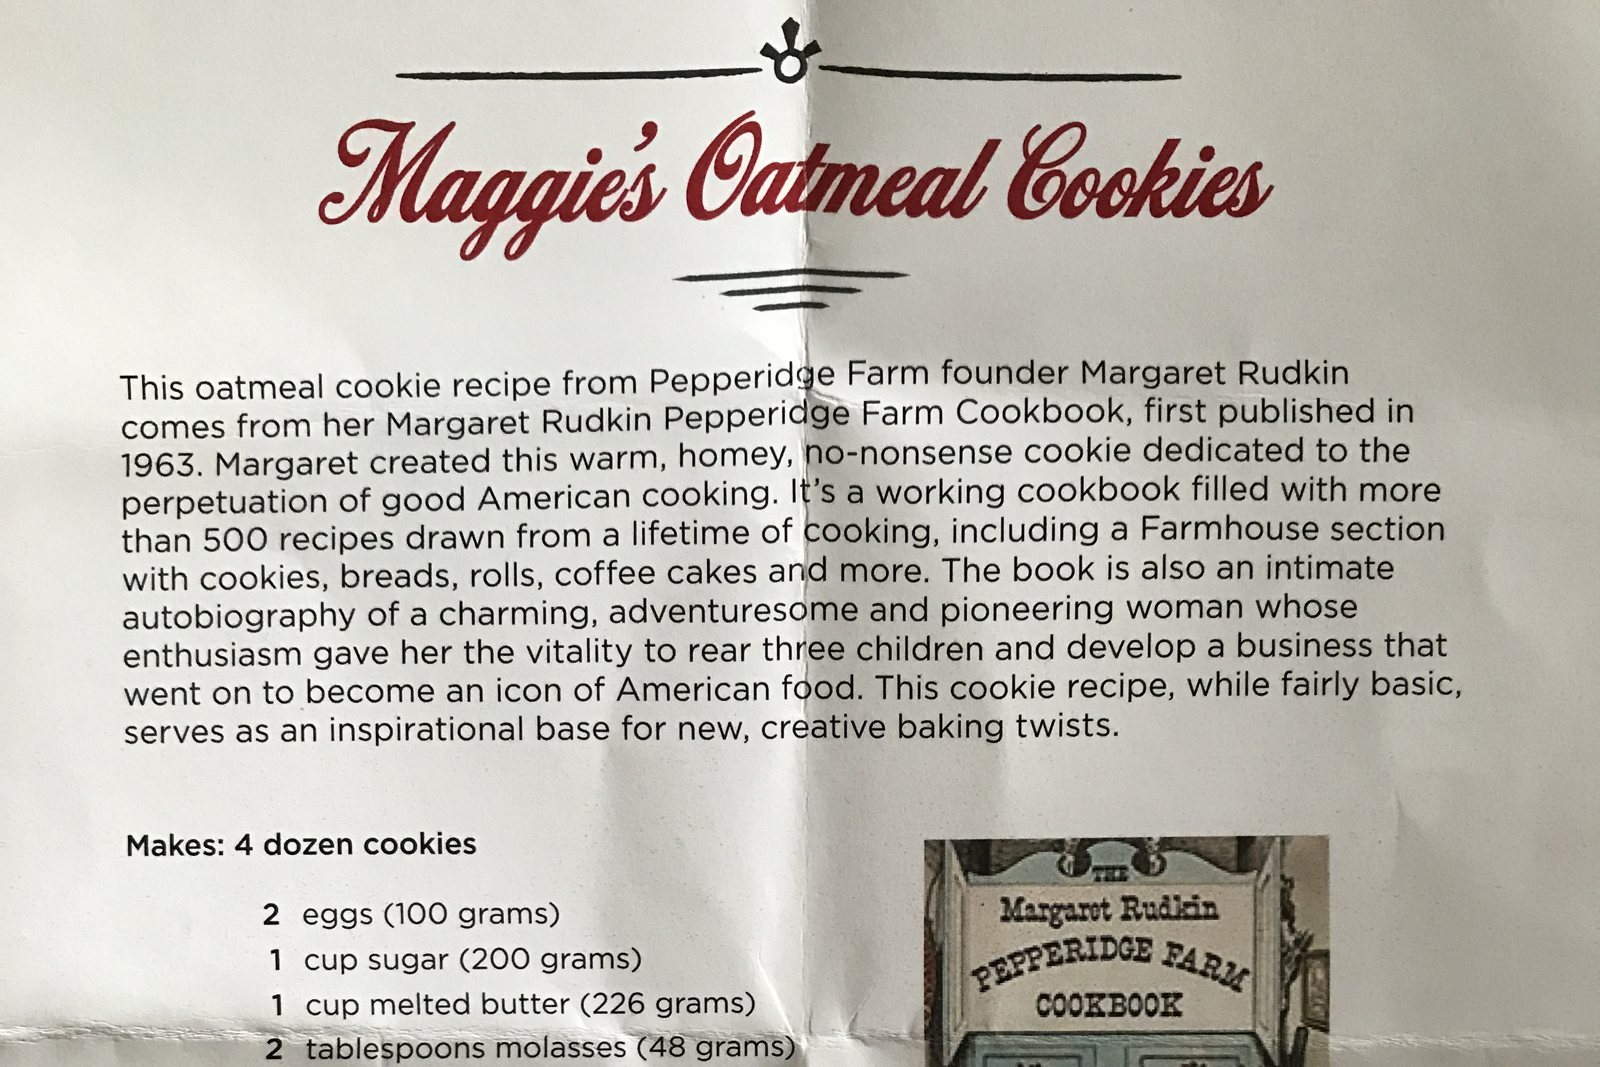 Maggie's Oatmeal Cookies
This oatmeal cookie recipe from Pepperidge Farm founder Margaret Rudkin
comes from her Margaret Rudkin Pepperidge Farm Cookbook, first published in
1963. Margaret created this warm, homey, no-nonsense cookie dedicated to the
perpetuation of good American cooking. It's a working cookbook filled with more
than 500 recipes drawn from a lifetime of cooking, including a Farmhouse section
with cookies, breads, rolls, coffee cakes and more. The book is also an intimate
autobiography of a charming, adventuresome and pioneering woman whose
enthusiasm gave her the vitality to rear three children and develop a business that
went on to become an icon of American food. This cookie recipe, while fairly basic,
serves as an inspirational base for new, creative baking twists.
Makes: 4 dozen cookies
2 eggs (100 grams)
1 cup sugar (200 grams)
1 cup melted butter (226 grams)
2 tablespoons molasses (48 grams)
THE
Margaret Rudkin
PEPPERIDGE FARM
COOKBOOK